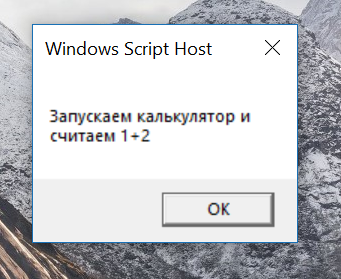 Windows Script Host
Запускаем калькулятор и
считаем 1+2
OK